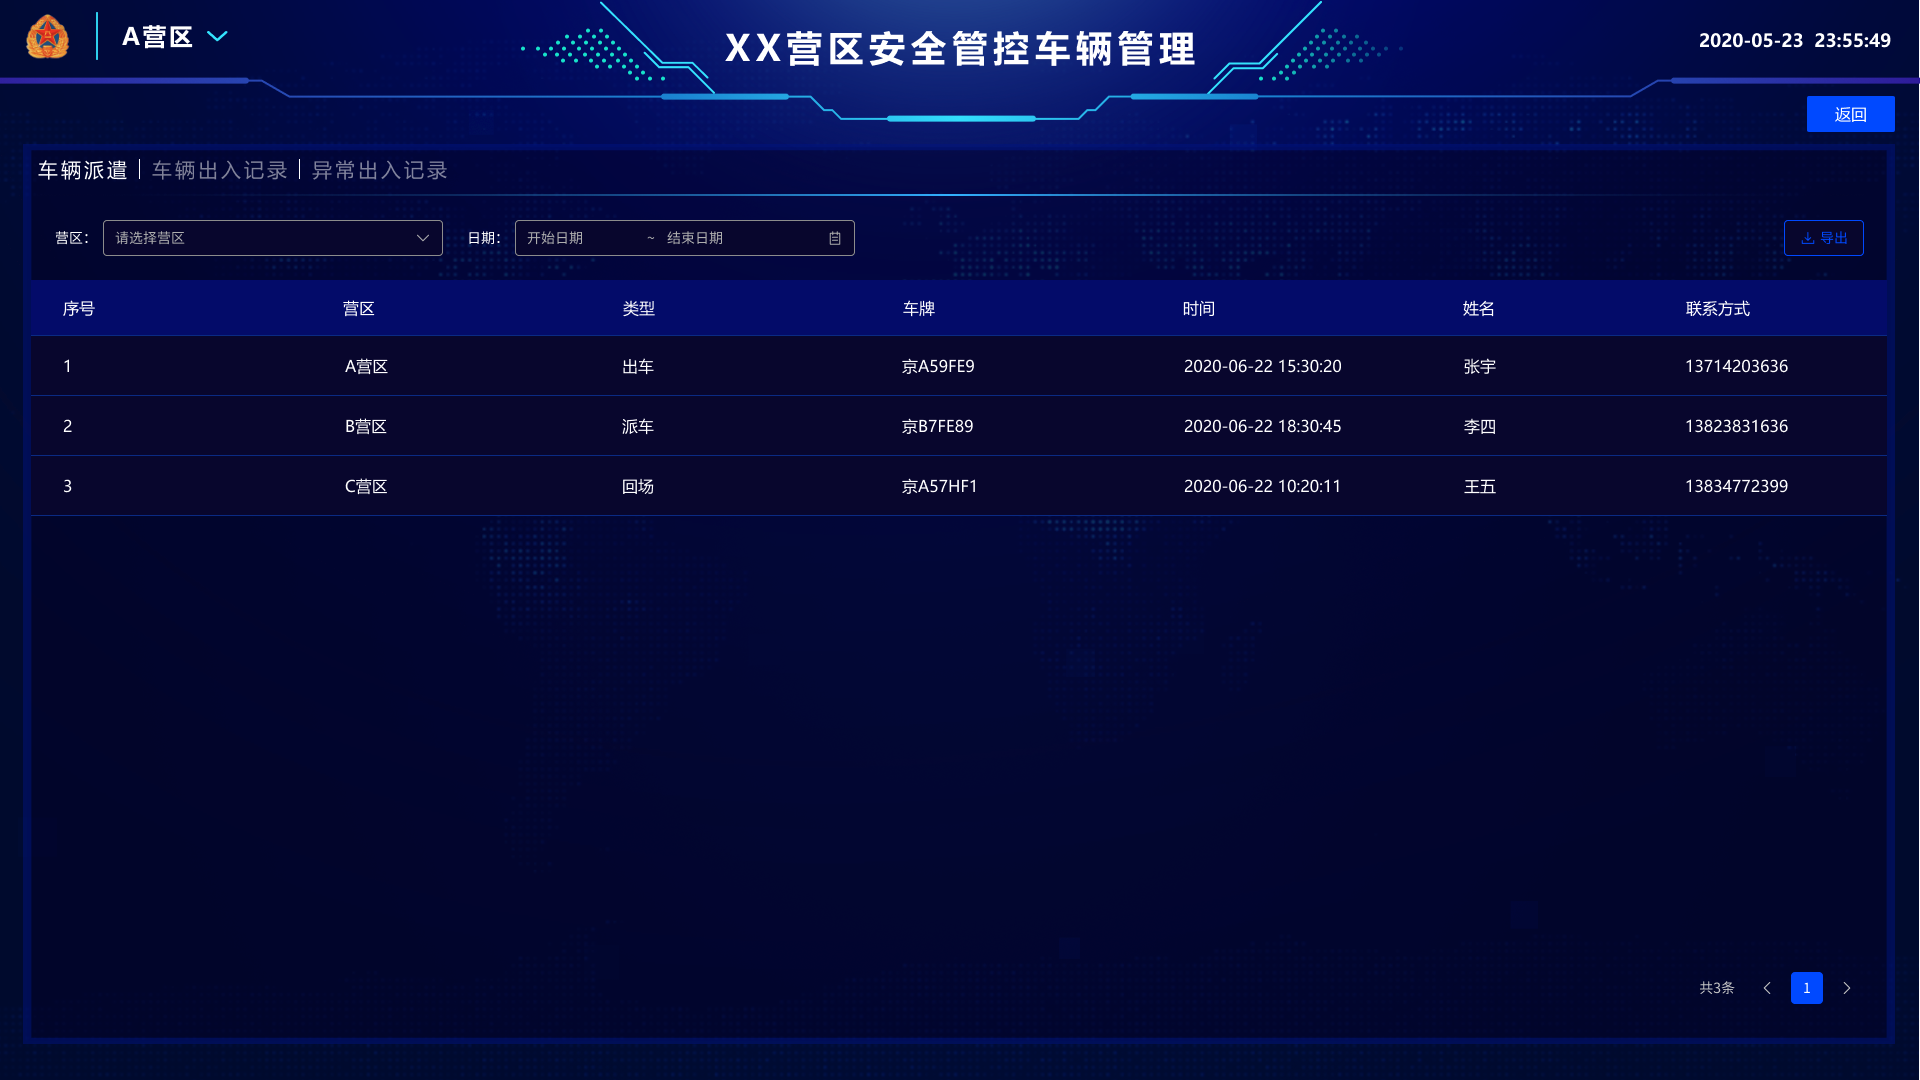 A营区
XX营区安全管控车辆管理
2020-05-23 23:55:49
返回
车辆派遣 车辆出入记录 异常出入记录
营区： 请选择营区 日期： 开始日期 ~ 结束日期 导出
序号 营区 类型 车牌 时间 姓名 联系方式
1 A营区 出车 京A59FE9 2020-06-22 15:30:20 张宇 13714203636
2 B营区 派车 京B7FE89 2020-06-22 18:30:45 李四 13823831636
3 C营区 回场 京A57HF1 2020-06-22 10:20:11 王五 13834772399
共3条 1